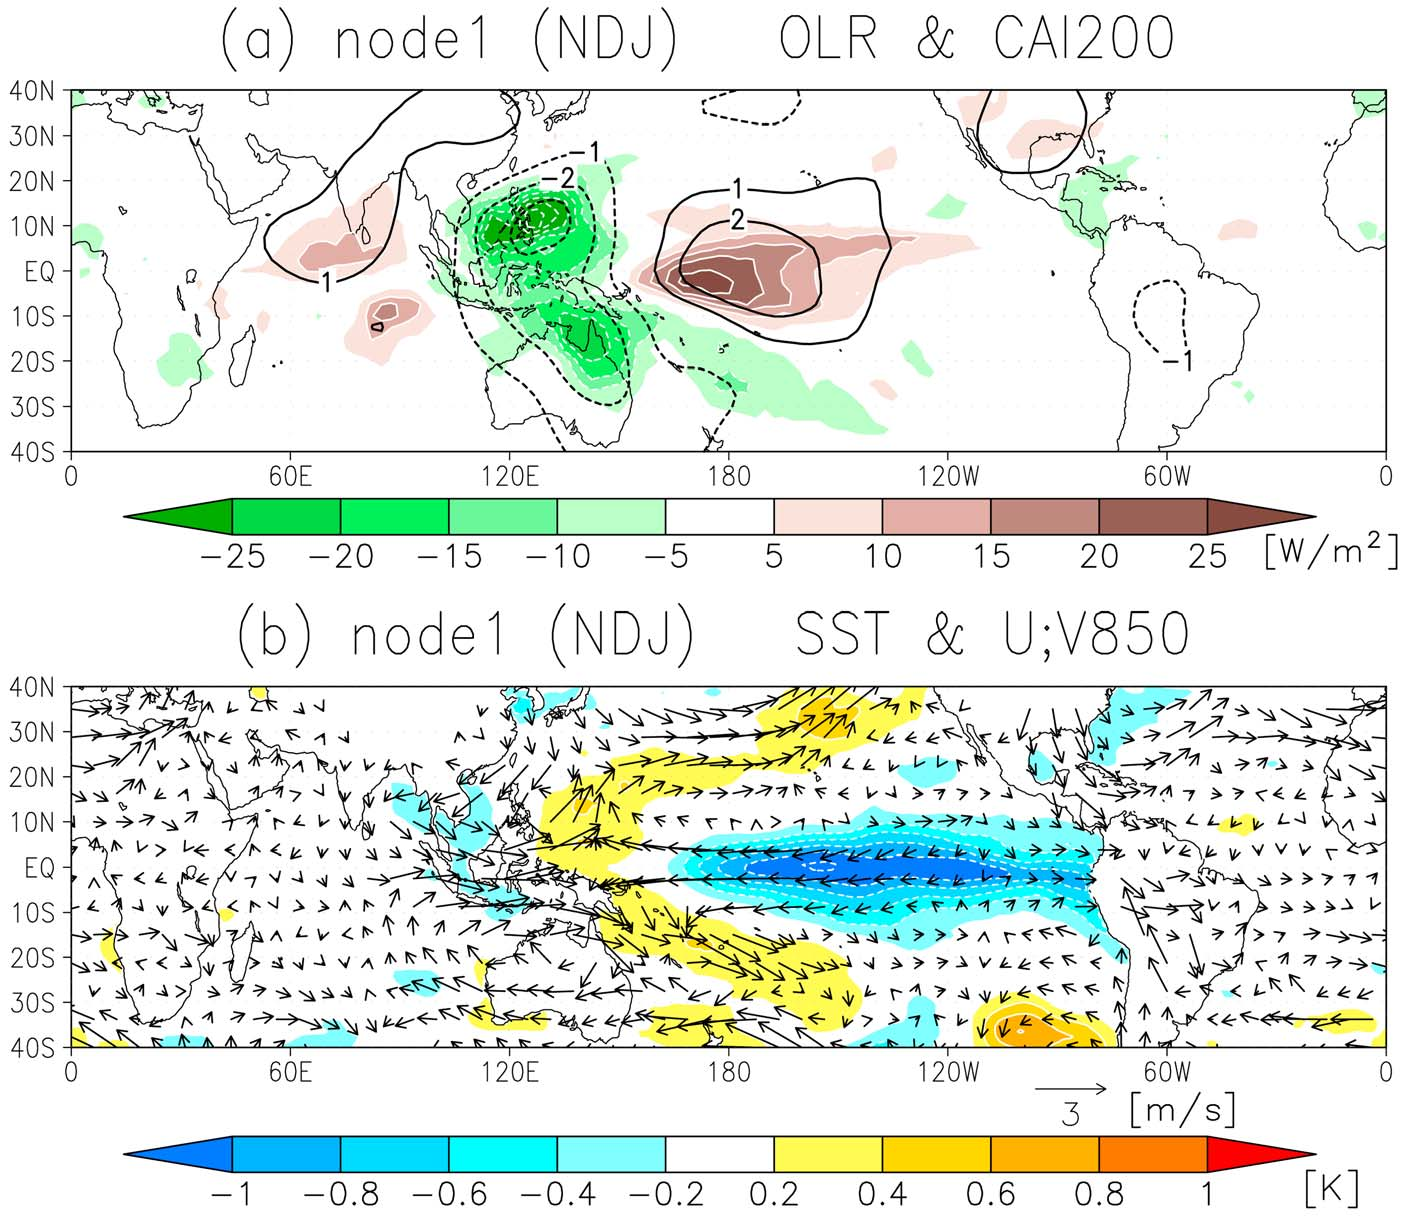 (a) node1 (NDJ) OLR & CAI200
40N
30N
20N
10N
EQ
10S
20S
30S
40S
-1
-2
1
2
1
-1
0 60E 120E 180 120W 60W 0
-25 -20 -15 -10 -5 5 10 15 20 25 [W/m²]
(b) node1 (NDJ) SST & U;V850
40N
30N
20N
10N
EQ
10S
20S
30S
40S
0 60E 120E 180 120W 60W 0
3 [m/s]
-1 -0.8 -0.6 -0.4 -0.2 0.2 0.4 0.6 0.8 1 [K]